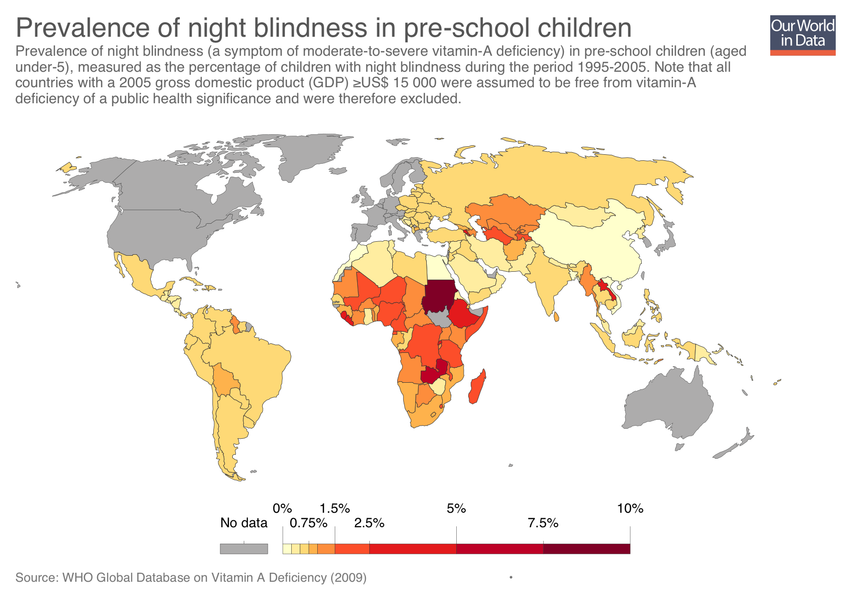 Prevalence of night blindness in pre-school children
Our World
in Data
Prevalence of night blindness (a symptom of moderate-to-severe vitamin-A deficiency) in pre-school children (aged
under-5), measured as the percentage of children with night blindness during the period 1995-2005. Note that all
countries with a 2005 gross domestic product (GDP) ≥US$ 15 000 were assumed to be free from vitamin-A
deficiency of a public health significance and were therefore excluded.
0% 1.5% 5% 10%
No data 0.75% 2.5% 7.5%
Source: WHO Global Database on Vitamin A Deficiency (2009)